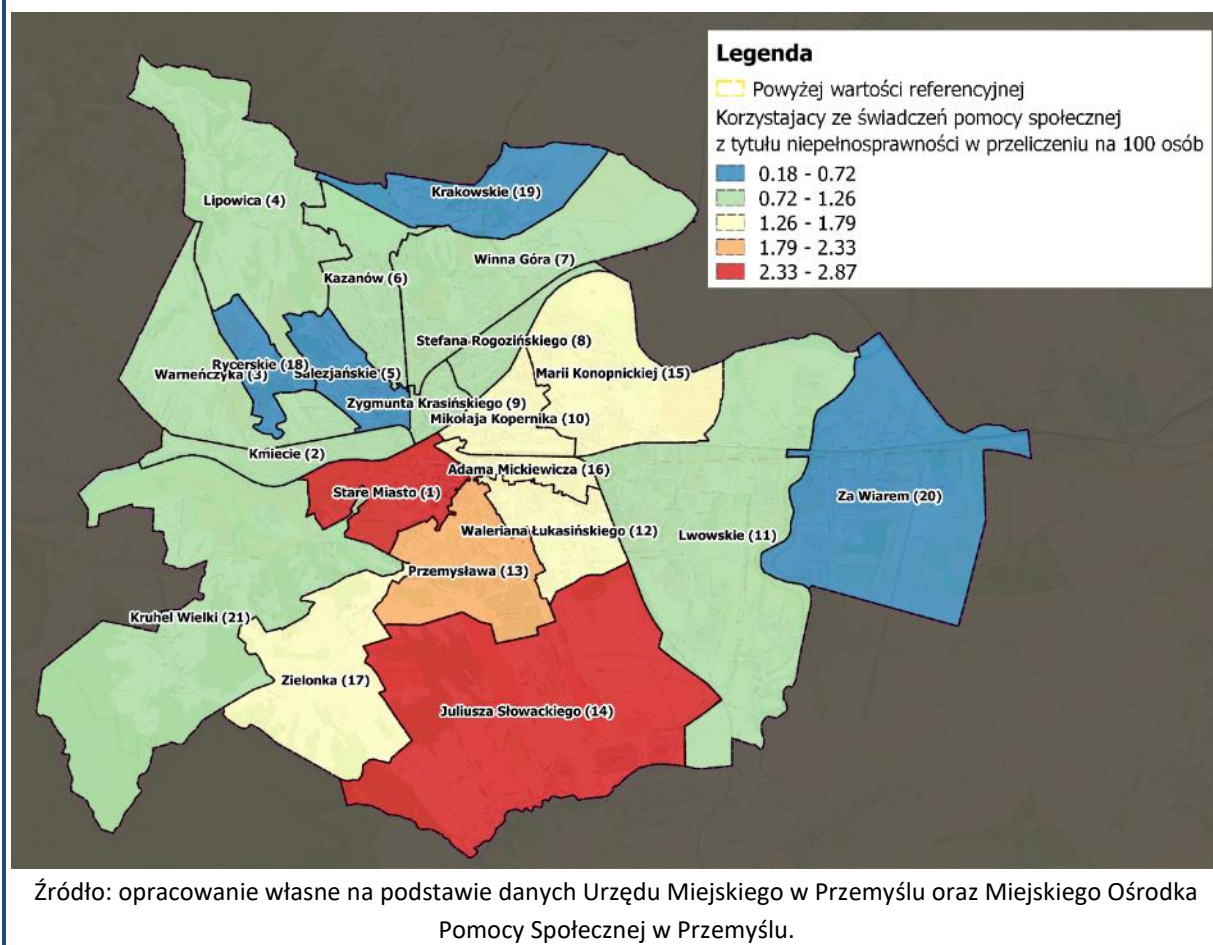 Legenda
Powyżej wartości referencyjnej
Korzystajacy ze świadczeń pomocy społecznej
z tytułu niepełnosprawności w przeliczeniu na 100 osób
0.18 - 0.72
0.72 - 1.26
1.26 - 1.79
1.79 - 2.33
2.33 - 2.87
Krakowskie (19)
Lipowica (4)
Winna Góra (7)
Kazanów (6)
Stefana Rogozińskiego (8)
Rycerskie (18)
Warneńczyka (3)
Salezjańskie (5)
Marii Konopnickiej (15)
Zygmunta Krasińskiego (9)
Mikołaja Kopernika (10)
Kmiecie (2)
Adama Mickiewicza (16)
Stare Miasto (1)
Za Wiarem (20)
Waleriana Łukasińskiego (12)
Lwowskie (11)
Przemysława (13)
Kruhel Wielki (21)
Zielonka (17)
Juliusza Słowackiego (14)
Źródło: opracowanie własne na podstawie danych Urzędu Miejskiego w Przemyślu oraz Miejskiego Ośrodka
Pomocy Społecznej w Przemyślu.